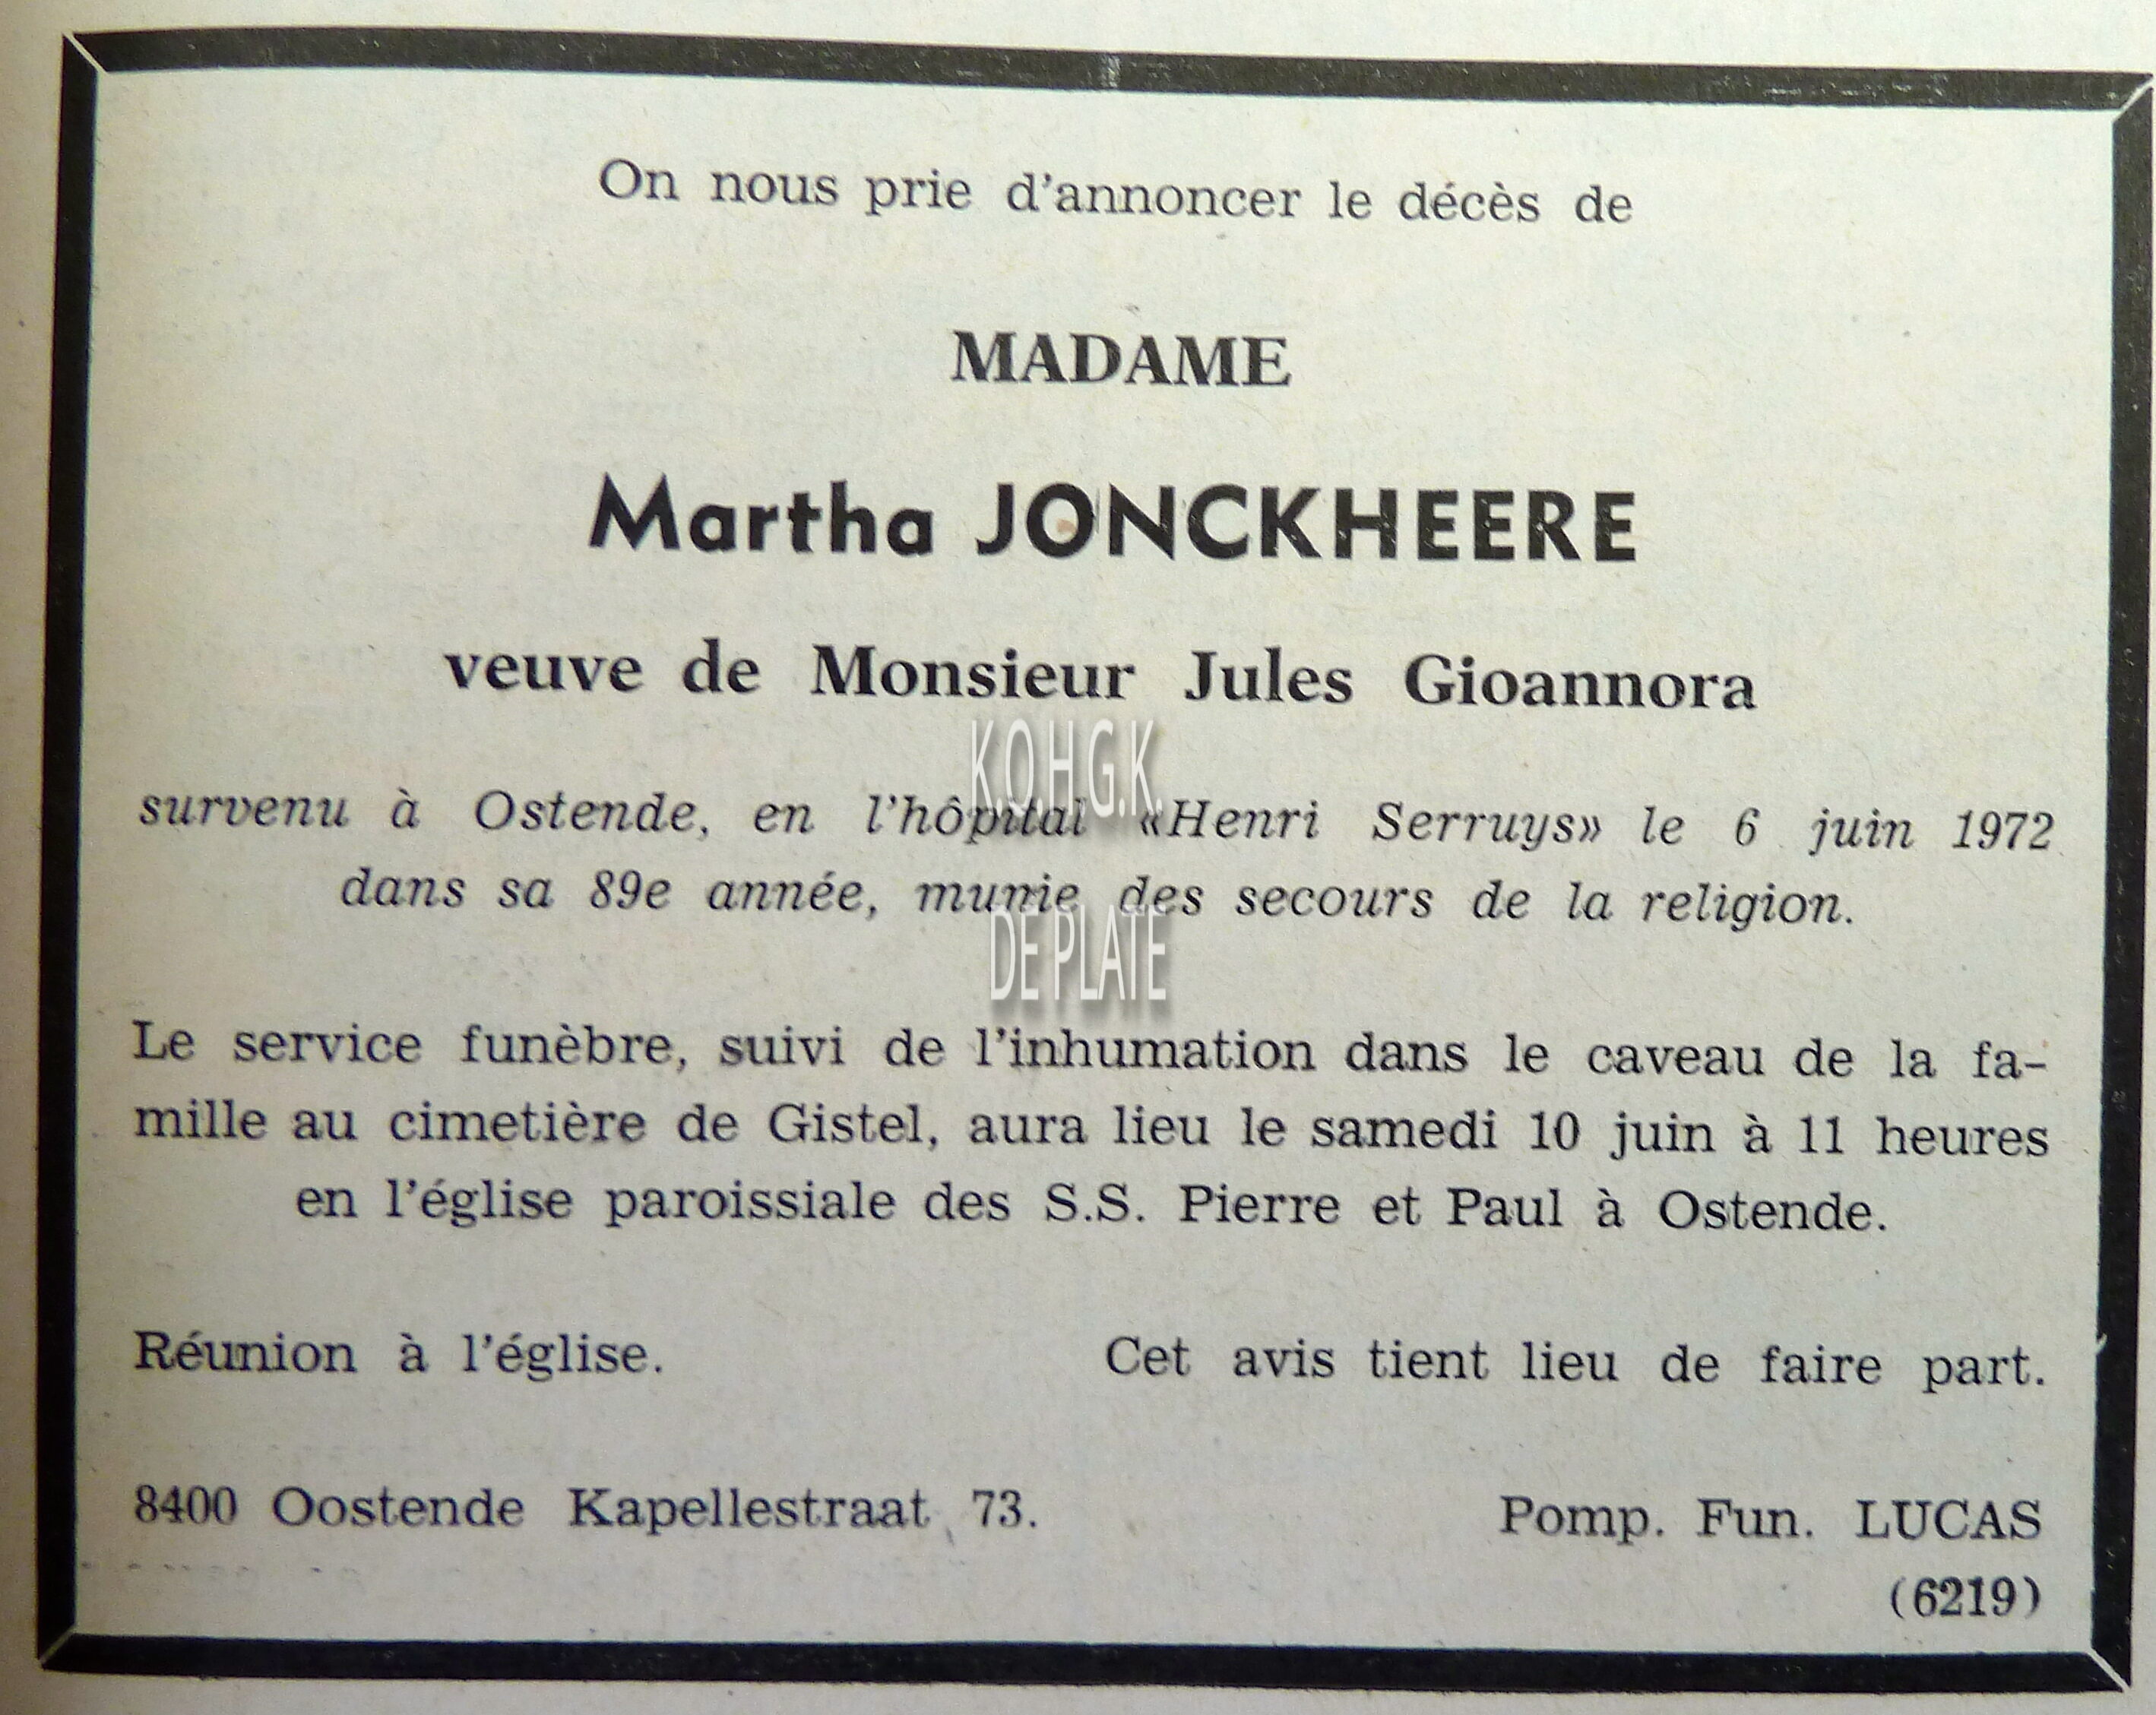 On nous prie d'annoncer le décès de
MADAME
Martha JONCKHEERE
veuve de Monsieur Jules Gioannora
K.O.H.G.K.
survenu à Ostende, en l'hôpital «Henri Serruys» le 6 juin 1972
dans sa 89e année, munie des secours de la religion.
DE PLATE
Le service funèbre, suivi de l'inhumation dans le caveau de la fa-
mille au cimetière de Gistel, aura lieu le samedi 10 juin à 11 heures
en l'église paroissiale des S.S. Pierre et Paul à Ostende.
Réunion à l'église. Cet avis tient lieu de faire part.
8400 Oostende Kapellestraat 73. Pomp. Fun. LUCAS
(6219)